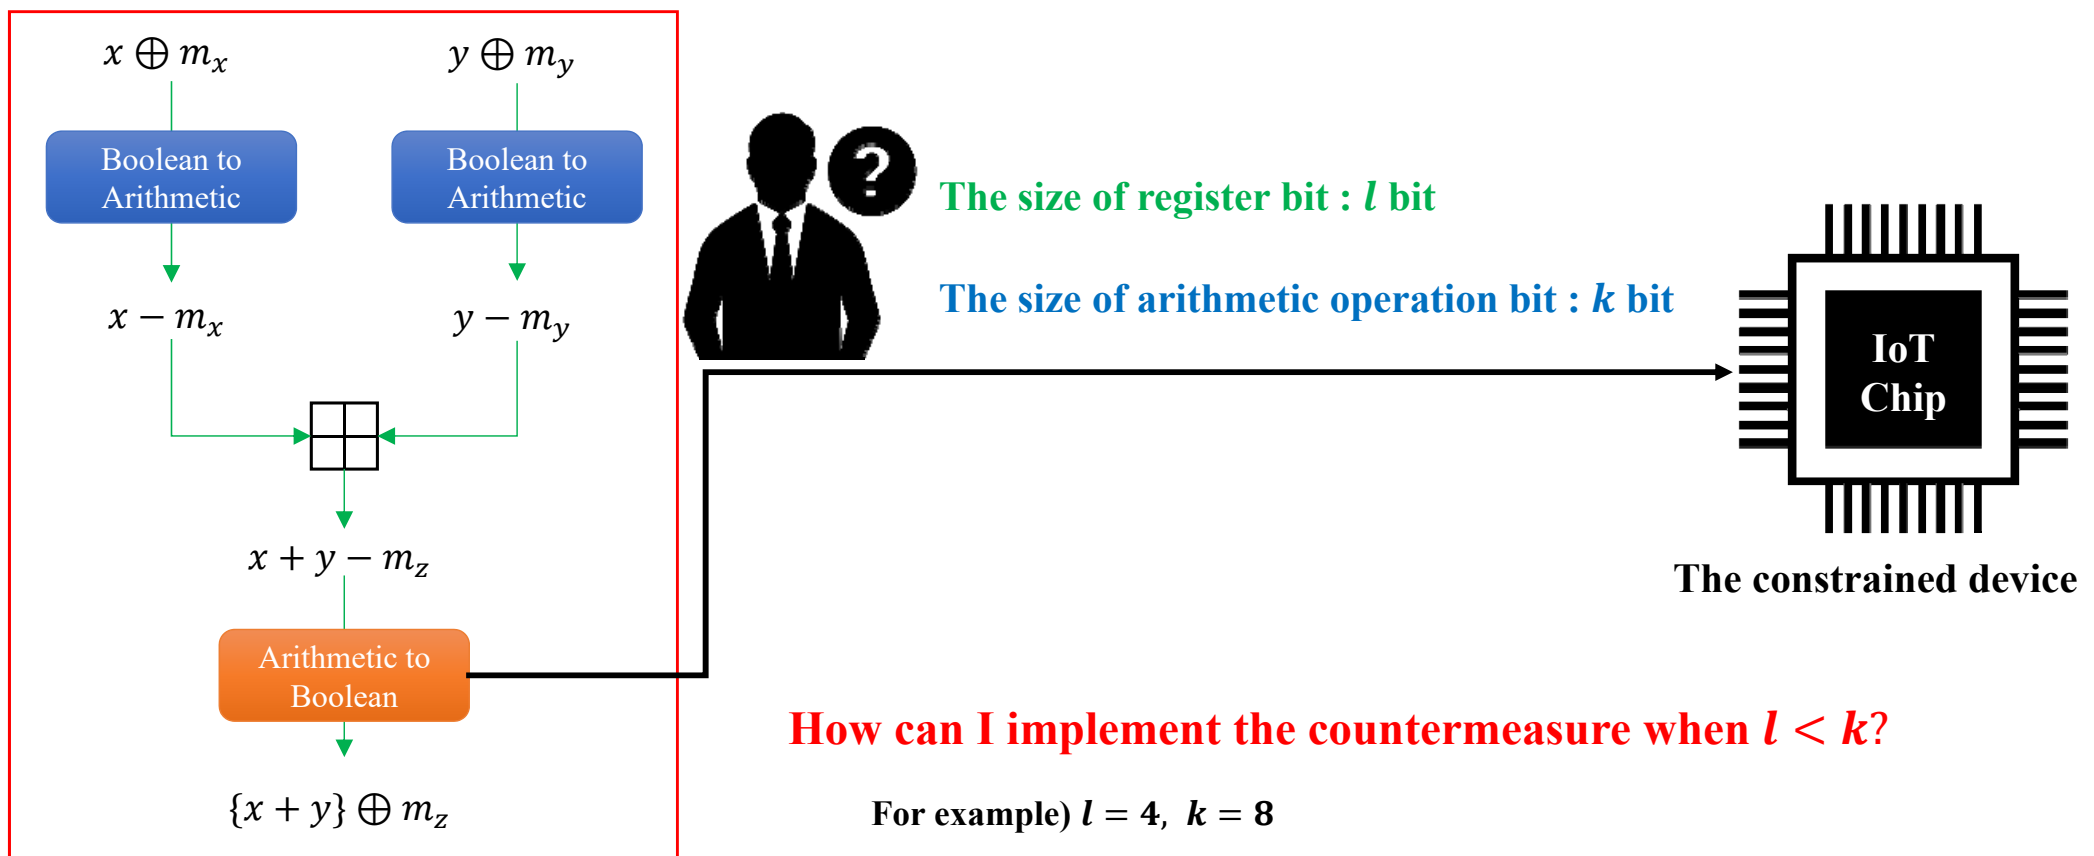 x ⊕ mₓ
y ⊕ m_y
Boolean to
Arithmetic
Boolean to
Arithmetic
x − mₓ
y − m_y
x + y − m_z
Arithmetic to
Boolean
{x + y} ⊕ m_z
?
The size of register bit : l bit
The size of arithmetic operation bit : k bit
IoT
Chip
The constrained device
How can I implement the countermeasure when l < k?
For example) l = 4, k = 8